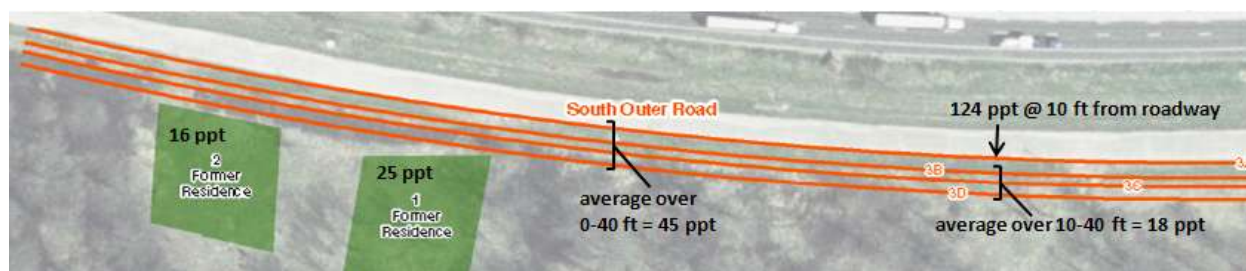 South Outer Road
124 ppt @ 10 ft from roadway
16 ppt
2
Former
Residence
25 ppt
1
Former
Residence
average over
0-40 ft = 45 ppt
3B
3C
3D
average over 10-40 ft = 18 ppt